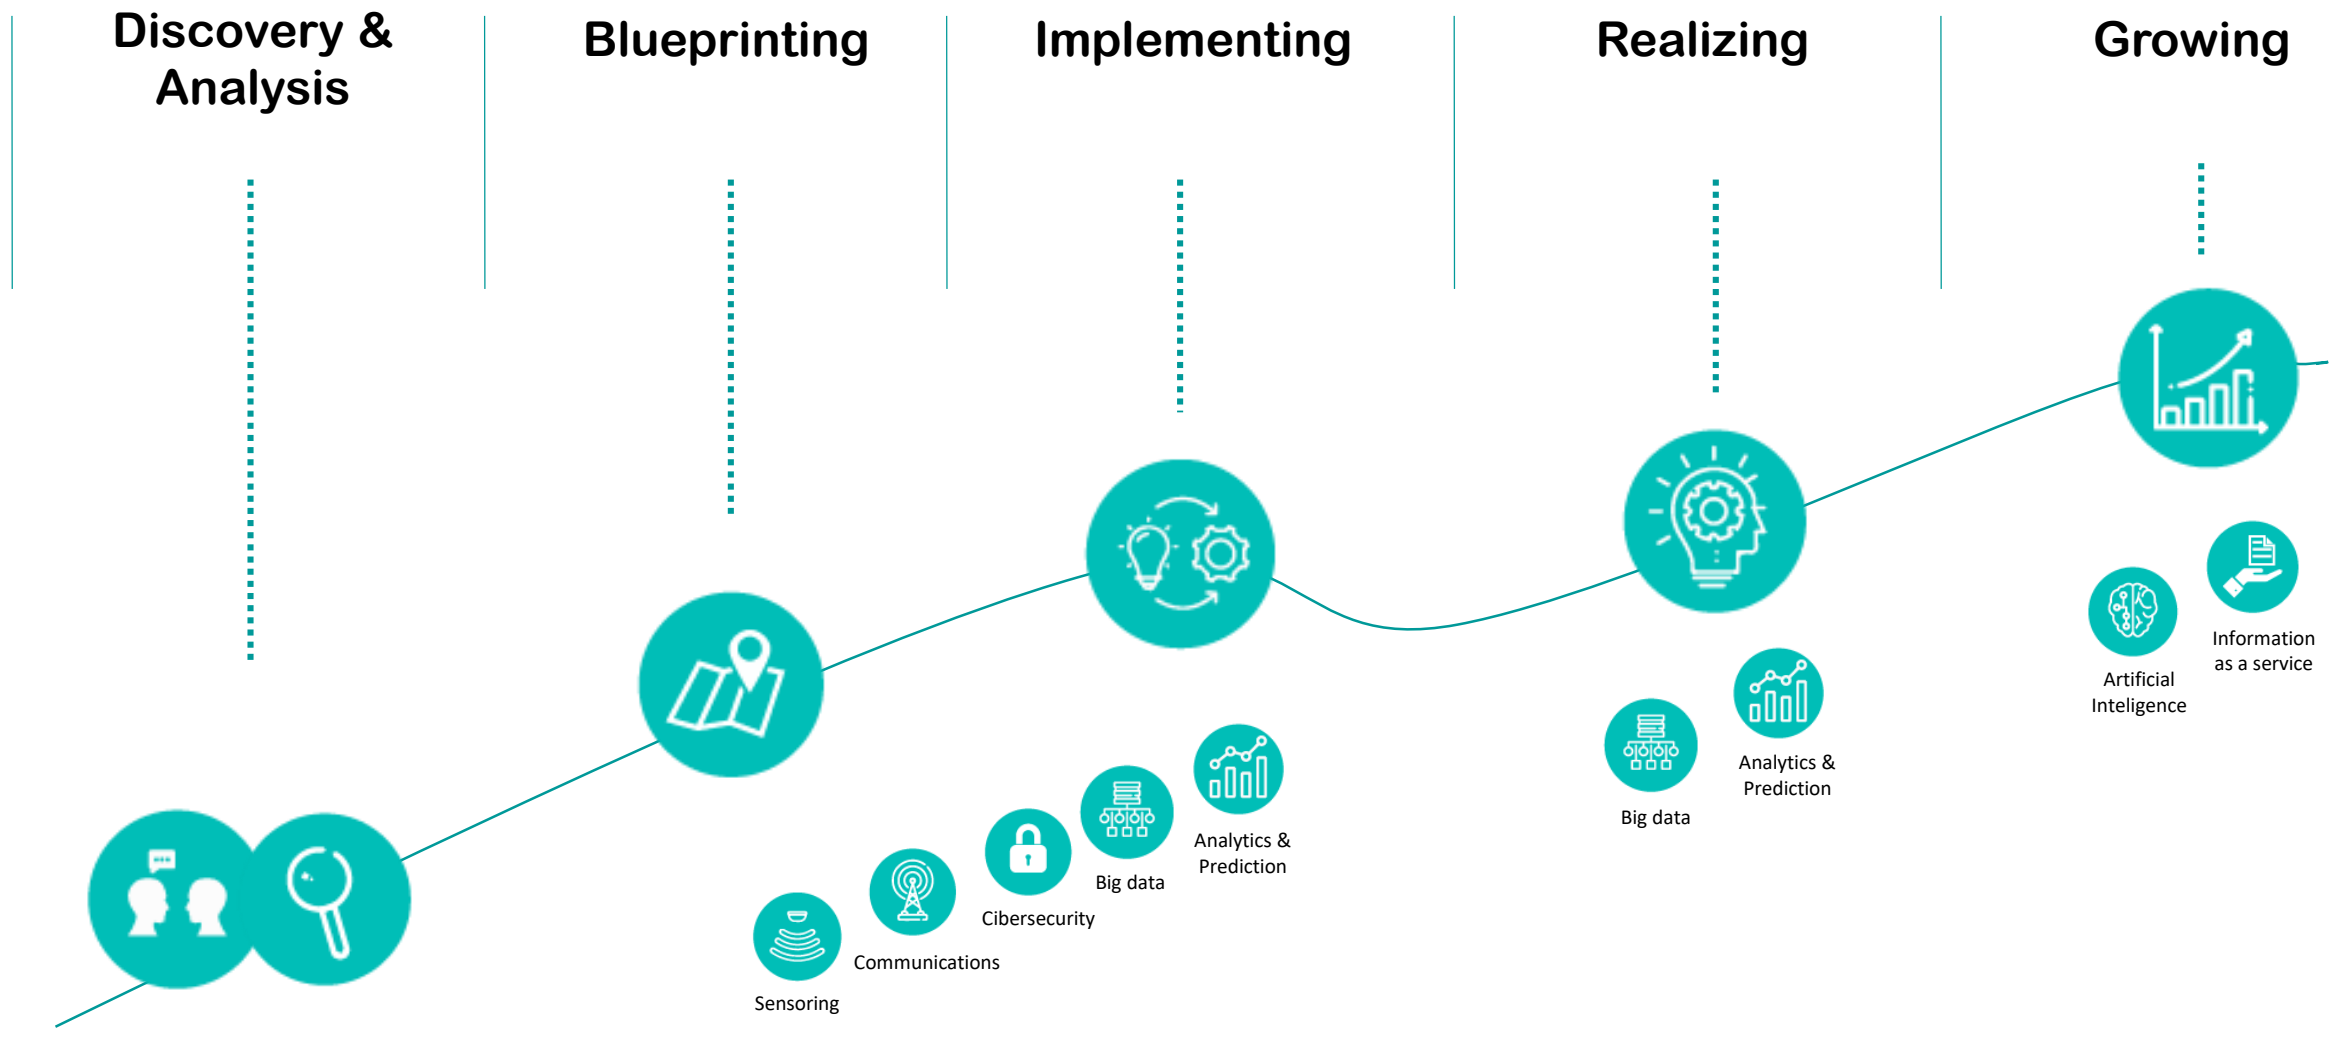 Discovery &
Analysis
Blueprinting
Implementing
Realizing
Growing
Sensoring
Communications
Cibersecurity
Big data
Analytics &
Prediction
Big data
Analytics &
Prediction
Artificial
Inteligence
Information
as a service